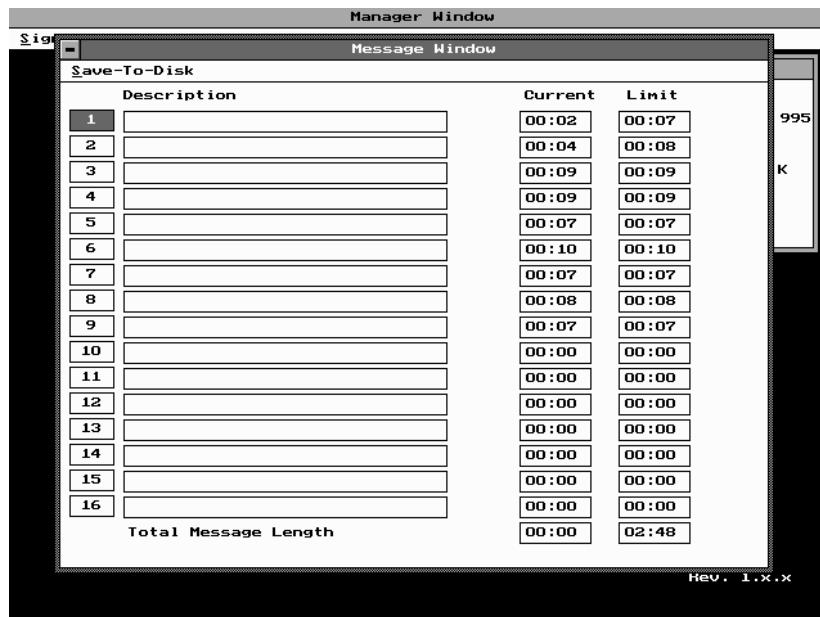 Manager Window
Sig
Message Window
Save-To-Disk
Description Current Limit
1 00:02 00:07
995
2 00:04 00:08
3 00:09 00:09
K
4 00:09 00:09
5 00:07 00:07
6 00:10 00:10
7 00:07 00:07
8 00:08 00:08
9 00:07 00:07
10 00:00 00:00
11 00:00 00:00
12 00:00 00:00
13 00:00 00:00
14 00:00 00:00
15 00:00 00:00
16 00:00 00:00
Total Message Length 00:00 02:48
Rev. 1.x.x